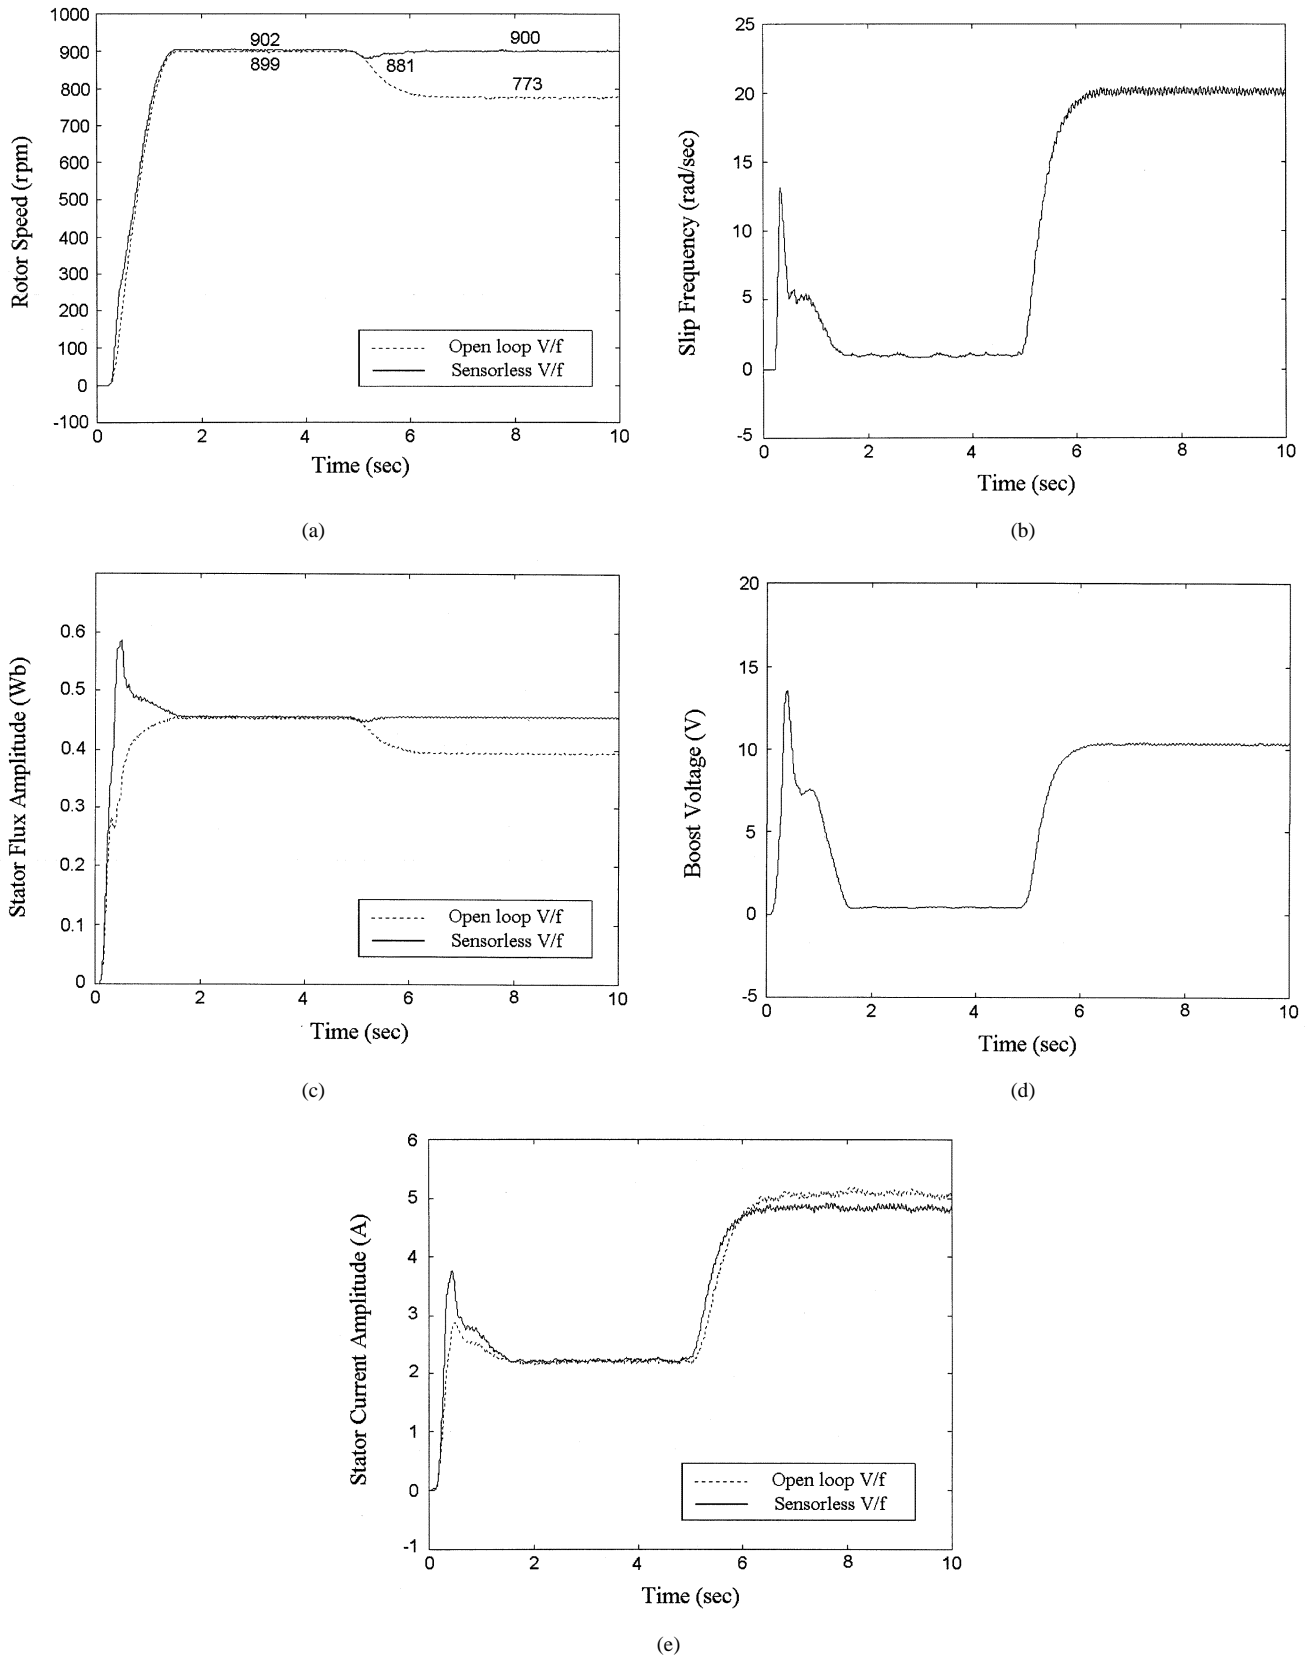 1000
900
800
700
600
500
400
300
200
100
0
-100
Rotor Speed (rpm)
902
899
881
900
773
Open loop V/f
Sensorless V/f
0 2 4 6 8 10
Time (sec)
(a)
25
20
15
10
5
0
-5
Slip Frequency (rad/sec)
0 2 4 6 8 10
Time (sec)
(b)
0.6
0.5
0.4
0.3
0.2
0.1
0
Stator Flux Amplitude (Wb)
Open loop V/f
Sensorless V/f
0 2 4 6 8 10
Time (sec)
(c)
20
15
10
5
0
-5
Boost Voltage (V)
0 2 4 6 8 10
Time (sec)
(d)
6
5
4
3
2
1
0
-1
Stator Current Amplitude (A)
Open loop V/f
Sensorless V/f
0 2 4 6 8 10
Time (sec)
(e)